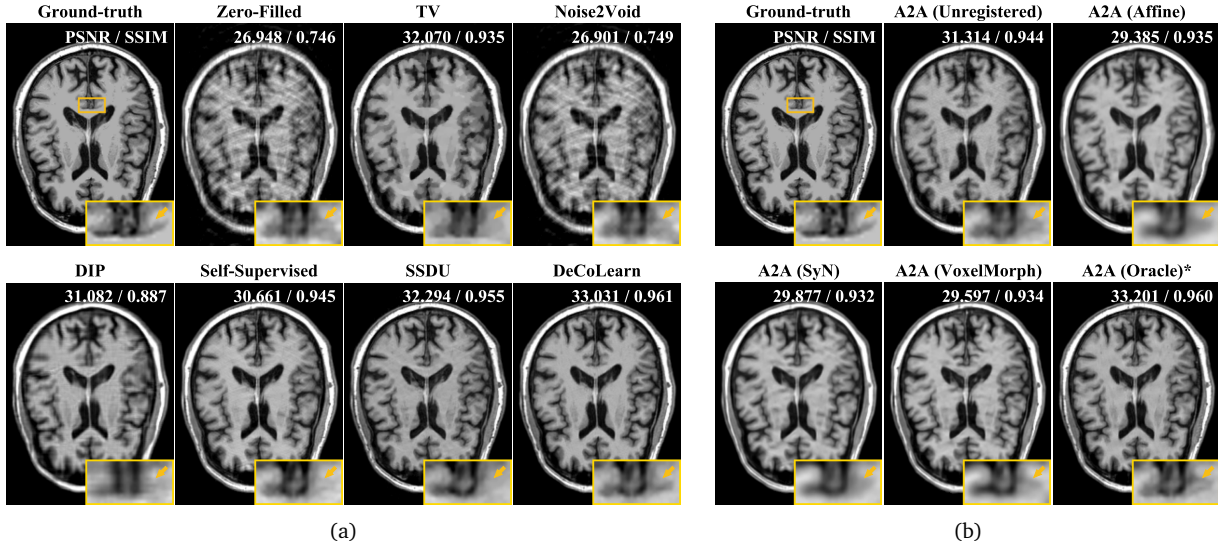 Ground-truth
Zero-Filled
TV
Noise2Void
PSNR / SSIM
26.948 / 0.746
32.070 / 0.935
26.901 / 0.749
DIP
Self-Supervised
SSDU
DeCoLearn
31.082 / 0.887
30.661 / 0.945
32.294 / 0.955
33.031 / 0.961
(a)
Ground-truth
A2A (Unregistered)
A2A (Affine)
PSNR / SSIM
31.314 / 0.944
29.385 / 0.935
A2A (SyN)
A2A (VoxelMorph)
A2A (Oracle)*
29.877 / 0.932
29.597 / 0.934
33.201 / 0.960
(b)